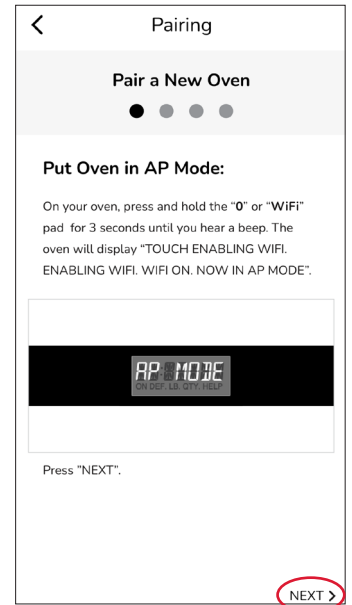 Pairing
Pair a New Oven
Put Oven in AP Mode:
On your oven, press and hold the “0” or “WiFi”
pad for 3 seconds until you hear a beep. The
oven will display “TOUCH ENABLING WIFI.
ENABLING WIFI. WIFI ON. NOW IN AP MODE”.
AP MODE
ON DEF. LB. QTY. HELP
Press ”NEXT”.
NEXT